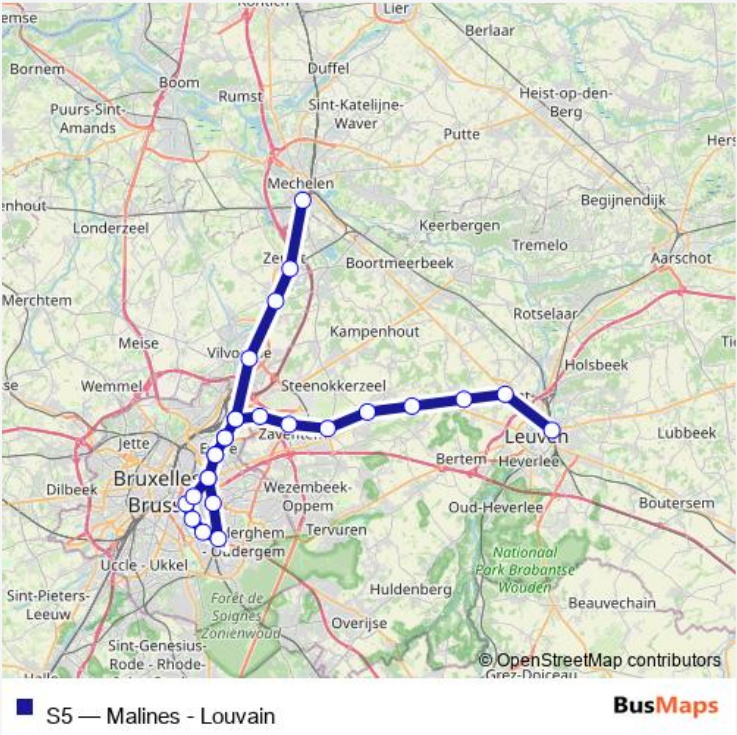 Kontich
Lier
Berlaar
Bornem
Duffel
Boom
Rumst
Heist-op-den-
Berg
Puurs-Sint-
Amands
Sint-Katelijne-
Waver
Putte
Mechelen
Begijnendijk
Londerzeel
Keerbergen
Tremelo
Boortmeerbeek
Aarschot
Merchtem
Rotselaar
Kampenhout
Meise
Holsbeek
Wemmel
Steenokkerzeel
Jette
Leuven
Lubbeek
Bertem
Heverlee
Bruxelles
Dilbeek
Wezembeek-
Oppem
Oud-Heverlee
Boutersem
Tervuren
- Oudergem
Uccle - Ukkel
Nationaal
Park Brabantse
Wouden
Huldenberg
Sint-Pieters-
Leeuw
Forêt de
Soignes
Zoniënwoud
Beauvechain
Overijse
Sint-Genesius-
Rode - Rhode-
© OpenStreetMap contributors
S5 — Malines - Louvain
BusMaps